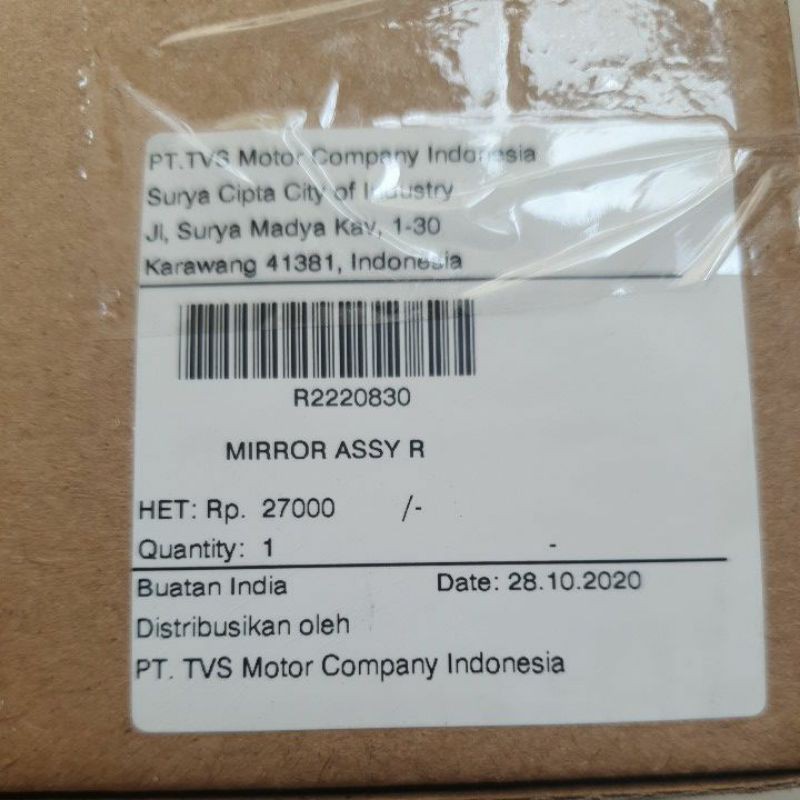 PT.TVS Motor Company Indonesia
Surya Cipta City of Industry
Jl, Surya Madya Kav, 1-30
Karawang 41381, Indonesia
R2220830
MIRROR ASSY R
HET: Rp. 27000 /-
Quantity: 1 -
Buatan India Date: 28.10.2020
Distribusikan oleh
PT. TVS Motor Company Indonesia